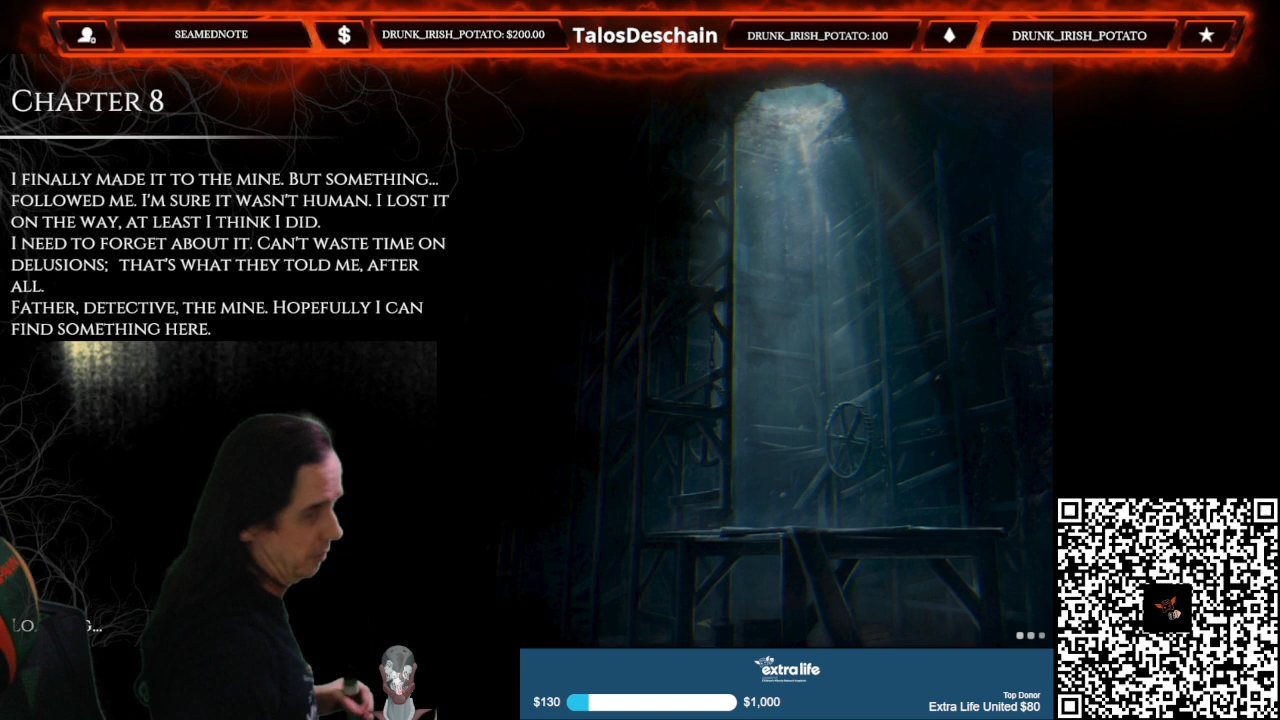 SEAMEDNOTE
$
DRUNK_IRISH_POTATO: $200.00
TalosDeschain
DRUNK_IRISH_POTATO: 100
DRUNK_IRISH_POTATO
CHAPTER 8
I FINALLY MADE IT TO THE MINE. BUT SOMETHING...
FOLLOWED ME. I'M SURE IT WASN'T HUMAN. I LOST IT
ON THE WAY, AT LEAST I THINK I DID.
I NEED TO FORGET ABOUT IT. CAN'T WASTE TIME ON
DELUSIONS; THAT'S WHAT THEY TOLD ME, AFTER
ALL.
FATHER, DETECTIVE, THE MINE. HOPEFULLY I CAN
FIND SOMETHING HERE.
extra life
$130
$1,000
Top Donor
Extra Life United $80